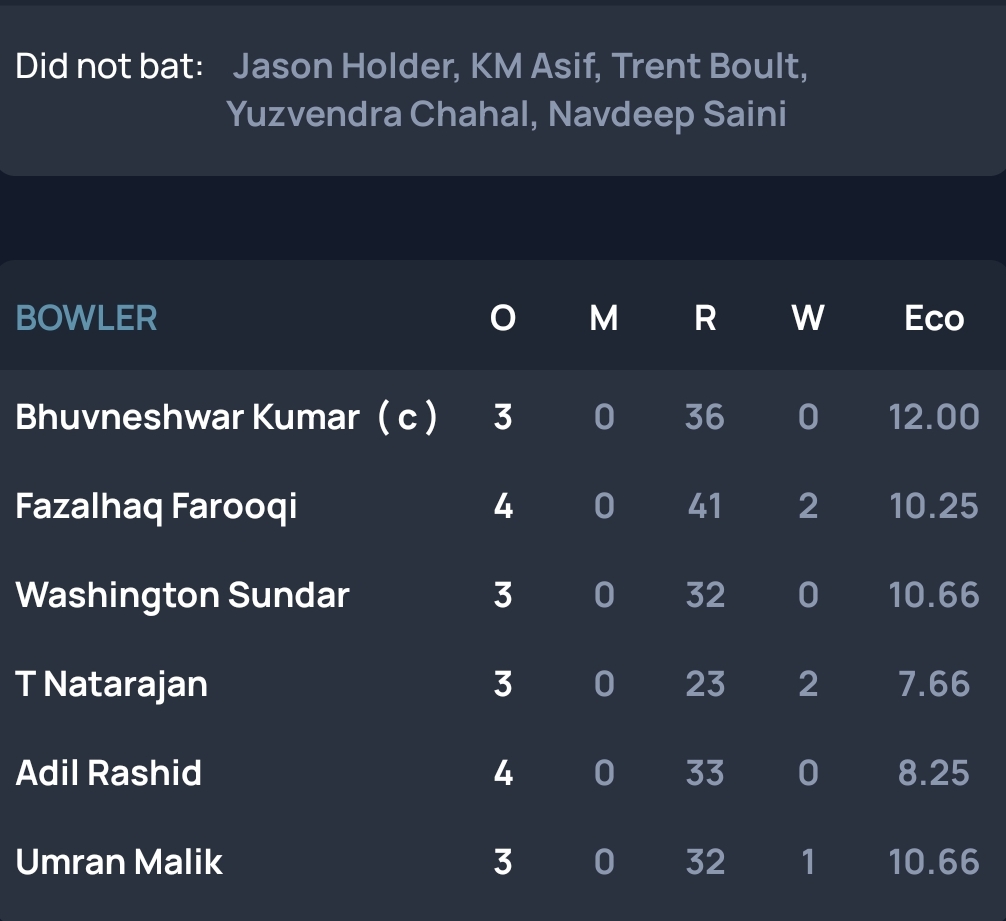 Did not bat: Jason Holder, KM Asif, Trent Boult,
Yuzvendra Chahal, Navdeep Saini
BOWLER O M R W Eco
Bhuvneshwar Kumar ( c ) 3 0 36 0 12.00
Fazalhaq Farooqi 4 0 41 2 10.25
Washington Sundar 3 0 32 0 10.66
T Natarajan 3 0 23 2 7.66
Adil Rashid 4 0 33 0 8.25
Umran Malik 3 0 32 1 10.66